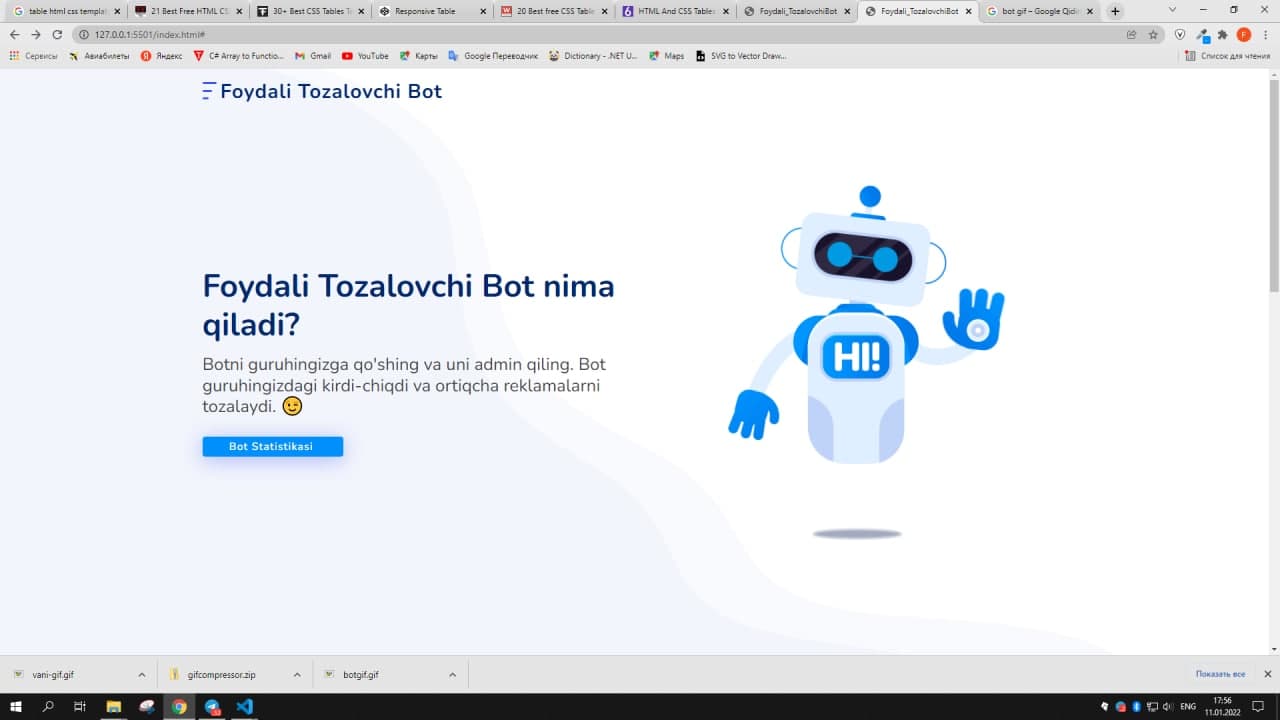 table html css templat
21 Best Free HTML CS
30+ Best CSS Tables Te
Responsive Table
20 Best free CSS Table
HTML And CSS Tables
Foydali_TozalovchiBot
Foydali_TozalovchiBot
bot gif – Google Qidir
127.0.0.1:5501/index.html#
F
Сервисы
Авиабилеты
Яндекс
C# Array to Functio...
Gmail
YouTube
Карты
Google Переводчик
Dictionary - .NET U...
Maps
SVG to Vector Draw...
Список для чтения
Foydali Tozalovchi Bot
Foydali Tozalovchi Bot nima
qiladi?
Botni guruhingizga qo'shing va uni admin qiling. Bot
guruhingizdagi kirdi-chiqdi va ortiqcha reklamalarni
tozalaydi. 😉
Bot Statistikasi
HI!
vani-gif.gif
gifcompressor.zip
botgif.gif
Показать все
ENG
17:56
11.01.2022